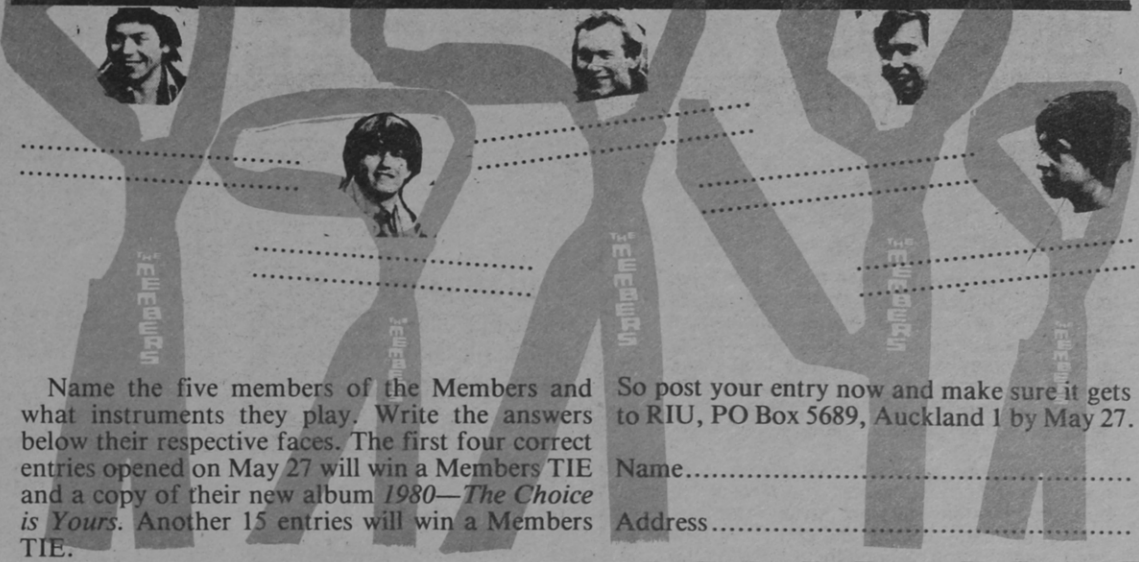 THE MEMBERS
THE MEMBERS
THE MEMBERS
THE MEMBERS
THE MEMBERS
Name the five members of the Members and
what instruments they play. Write the answers
below their respective faces. The first four correct
entries opened on May 27 will win a Members TIE
and a copy of their new album 1980—The Choice
is Yours. Another 15 entries will win a Members
TIE.
So post your entry now and make sure it gets
to RIU, PO Box 5689, Auckland 1 by May 27.
Name
Address